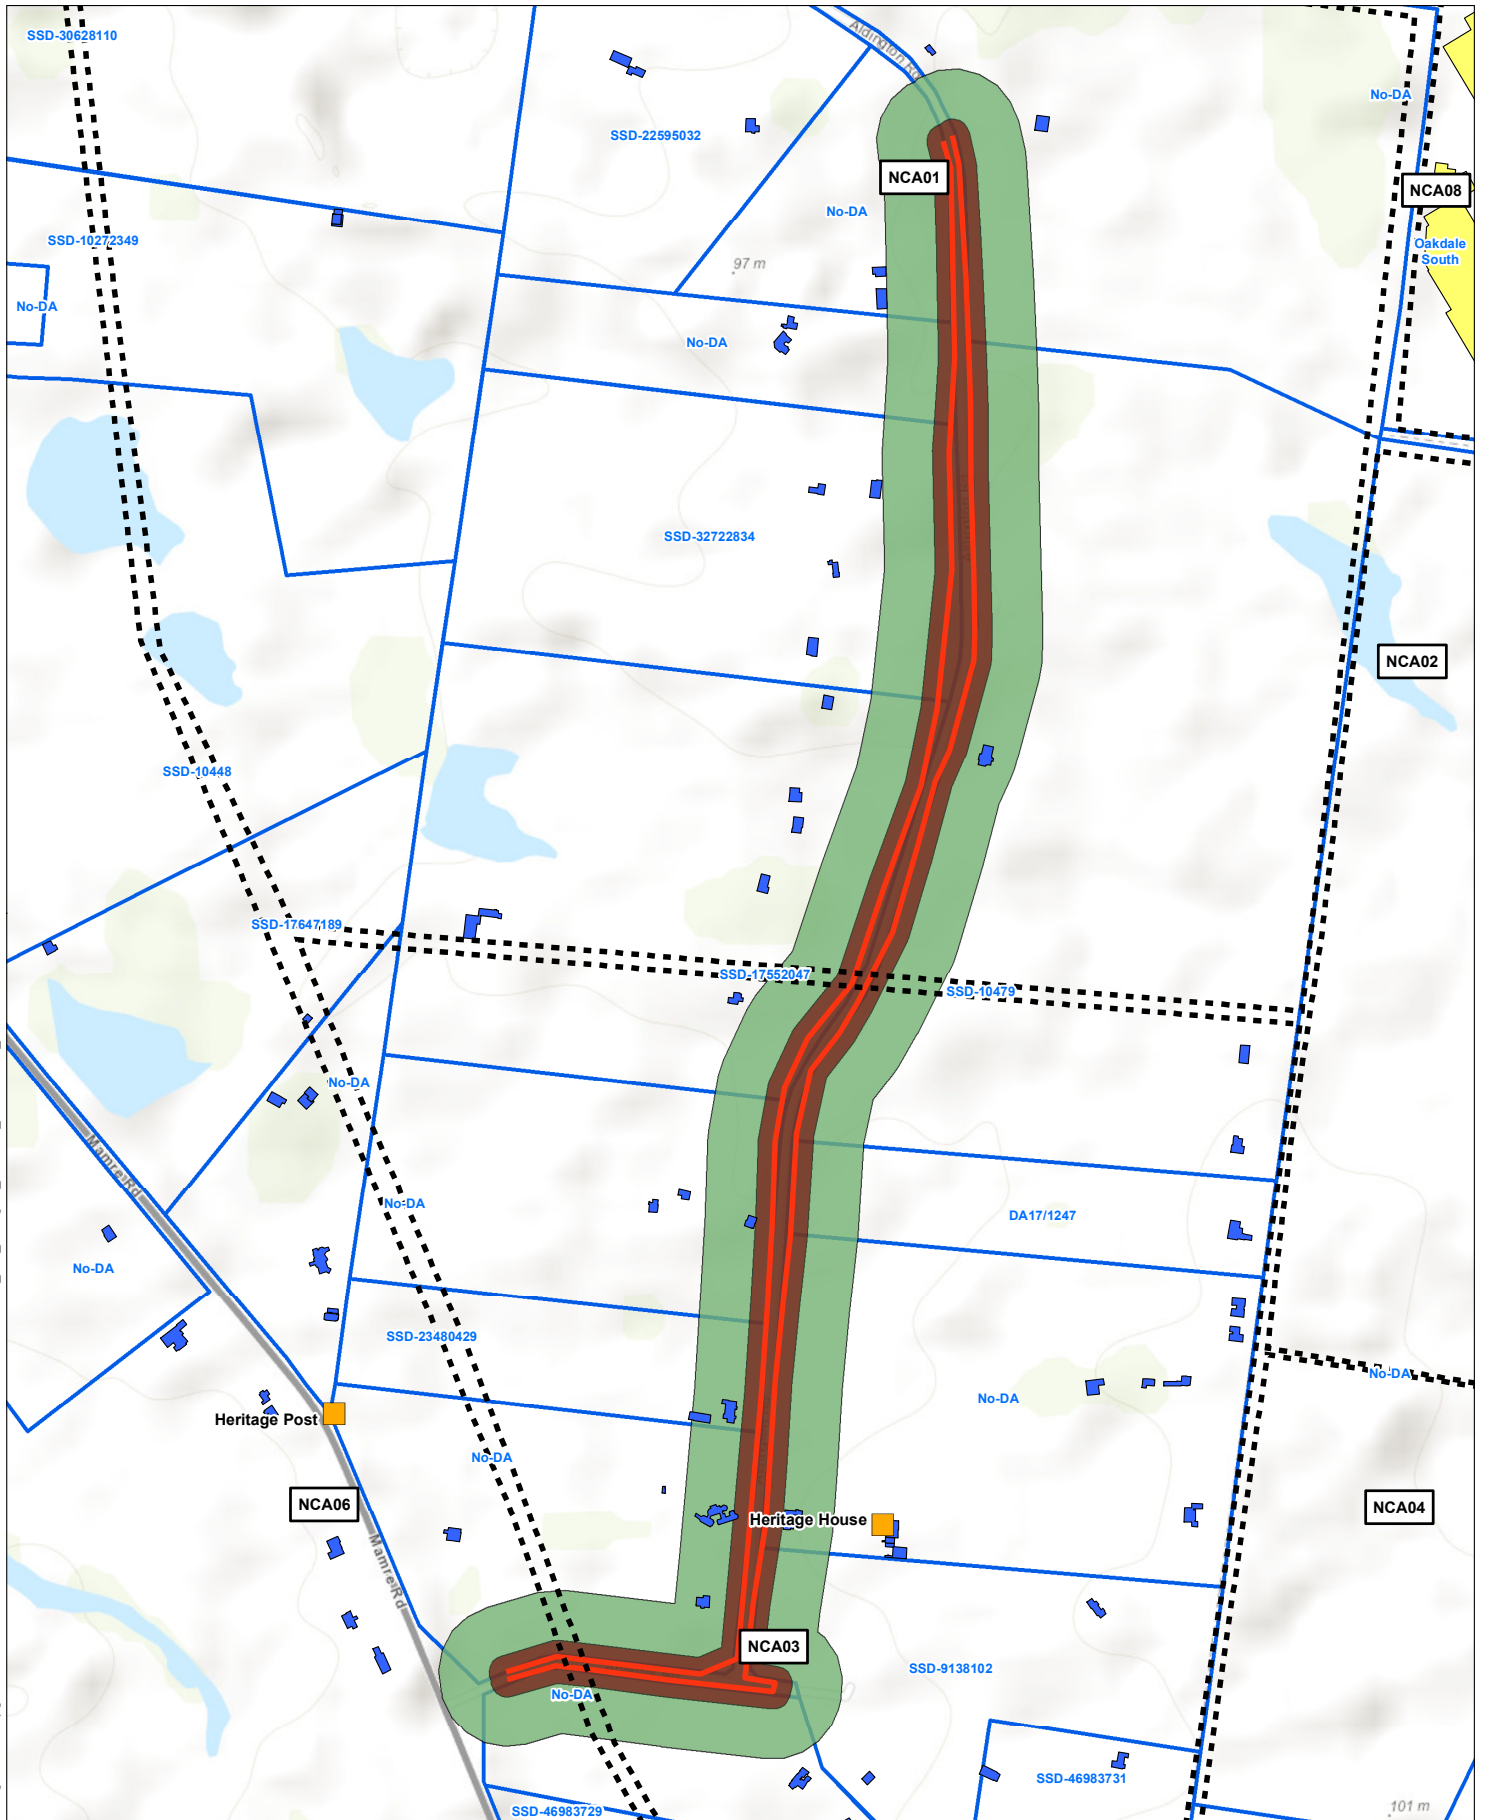 SSD-30628110
Aldington Rd
No-DA
SSD-22595032
NCA01
NCA08
No-DA
SSD-10272349
Oakdale
South
97 m
No-DA
No-DA
SSD-32722834
NCA02
SSD-10448
SSD-17647189
SSD-17552047
SSD-10479
No-DA
Mamre Rd
No-DA
DA17/1247
No-DA
SSD-23480429
No-DA
No-DA
Heritage Post
No-DA
NCA06
Heritage House
NCA04
Mamre Rd
NCA03
SSD-9138102
No-DA
SSD-46983731
101 m
SSD-46983729